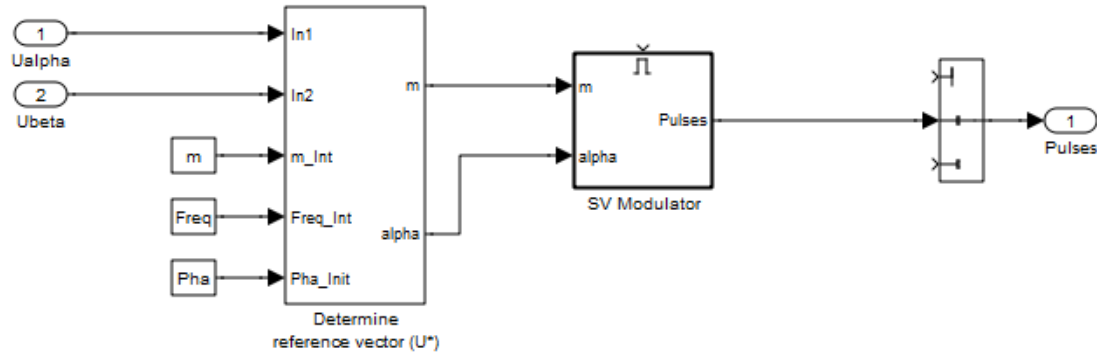 1
Ualpha
2
Ubeta
m
Freq
Pha
In1
In2
m_Int
Freq_Int
Pha_Init
m
alpha
Determine
reference vector (U*)
m
alpha
Pulses
SV Modulator
1
Pulses